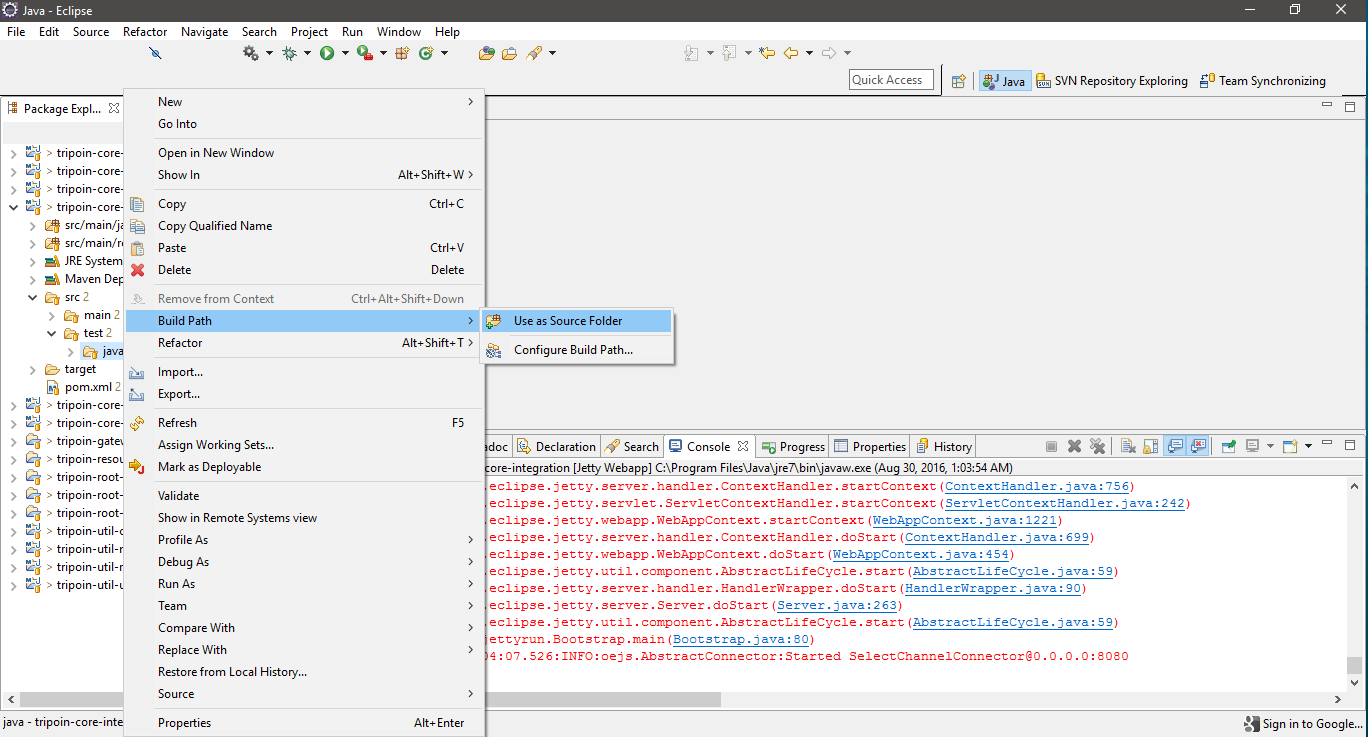 Java - Eclipse
File Edit Source Refactor Navigate Search Project Run Window Help
Quick Access
Java
SVN Repository Exploring
Team Synchronizing
Package Expl...
> tripoin-core-
> tripoin-core-
> tripoin-core-
> tripoin-core-
src/main/ja
src/main/re
JRE System
Maven Dep
src 2
main 2
test 2
java
target
pom.xml 2
> tripoin-core-
> tripoin-core-
> tripoin-gatew
> tripoin-resou
> tripoin-root-
> tripoin-root-
> tripoin-root-
> tripoin-util-c
> tripoin-util-r
> tripoin-util-r
> tripoin-util-u
New
Go Into
Open in New Window
Show In Alt+Shift+W
Copy Ctrl+C
Copy Qualified Name
Paste Ctrl+V
Delete Delete
Remove from Context Ctrl+Alt+Shift+Down
Build Path
Refactor Alt+Shift+T
Import...
Export...
Refresh F5
Assign Working Sets...
Mark as Deployable
Validate
Show in Remote Systems view
Profile As
Debug As
Run As
Team
Compare With
Replace With
Restore from Local History...
Source
Properties Alt+Enter
Use as Source Folder
Configure Build Path...
adoc Declaration Search Console Progress Properties History
core-integration [Jetty Webapp] C:\Program Files\Java\jre7\bin\javaw.exe (Aug 30, 2016, 1:03:54 AM)
.eclipse.jetty.server.handler.ContextHandler.startContext(ContextHandler.java:756)
.eclipse.jetty.servlet.ServletContextHandler.startContext(ServletContextHandler.java:242)
.eclipse.jetty.webapp.WebAppContext.startContext(WebAppContext.java:1221)
.eclipse.jetty.server.handler.ContextHandler.doStart(ContextHandler.java:699)
.eclipse.jetty.webapp.WebAppContext.doStart(WebAppContext.java:454)
.eclipse.jetty.util.component.AbstractLifeCycle.start(AbstractLifeCycle.java:59)
.eclipse.jetty.server.handler.HandlerWrapper.doStart(HandlerWrapper.java:90)
.eclipse.jetty.server.Server.doStart(Server.java:263)
.eclipse.jetty.util.component.AbstractLifeCycle.start(AbstractLifeCycle.java:59)
jettyrun.Bootstrap.main(Bootstrap.java:80)
04:07.526:INFO:oejs.AbstractConnector:Started SelectChannelConnector@0.0.0.0:8080
java - tripoin-core-inte
Sign in to Google...